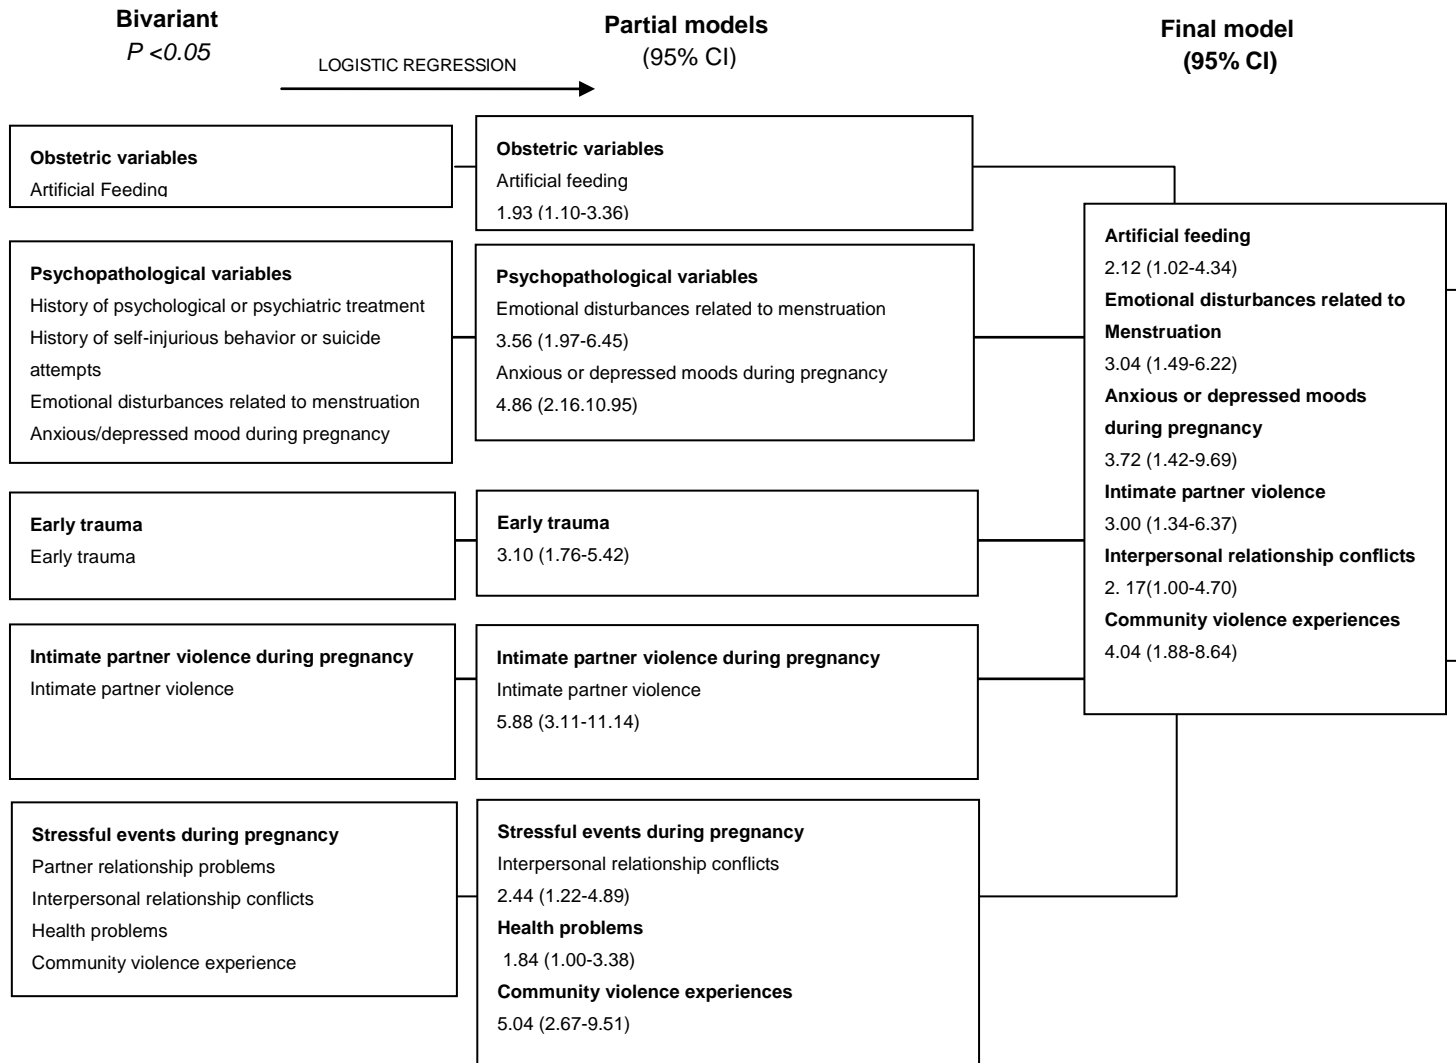 Bivariant
P <0.05
LOGISTIC REGRESSION
Partial models
(95% CI)
Final model
(95% CI)
Obstetric variables
Artificial Feeding
Psychopathological variables
History of psychological or psychiatric treatment
History of self-injurious behavior or suicide
attempts
Emotional disturbances related to menstruation
Anxious/depressed mood during pregnancy
Early trauma
Early trauma
Intimate partner violence during pregnancy
Intimate partner violence
Stressful events during pregnancy
Partner relationship problems
Interpersonal relationship conflicts
Health problems
Community violence experience
Obstetric variables
Artificial feeding
1.93 (1.10-3.36)
Psychopathological variables
Emotional disturbances related to menstruation
3.56 (1.97-6.45)
Anxious or depressed moods during pregnancy
4.86 (2.16.10.95)
Early trauma
3.10 (1.76-5.42)
Intimate partner violence during pregnancy
Intimate partner violence
5.88 (3.11-11.14)
Stressful events during pregnancy
Interpersonal relationship conflicts
2.44 (1.22-4.89)
Health problems
1.84 (1.00-3.38)
Community violence experiences
5.04 (2.67-9.51)
Artificial feeding
2.12 (1.02-4.34)
Emotional disturbances related to
Menstruation
3.04 (1.49-6.22)
Anxious or depressed moods
during pregnancy
3.72 (1.42-9.69)
Intimate partner violence
3.00 (1.34-6.37)
Interpersonal relationship conflicts
2. 17(1.00-4.70)
Community violence experiences
4.04 (1.88-8.64)